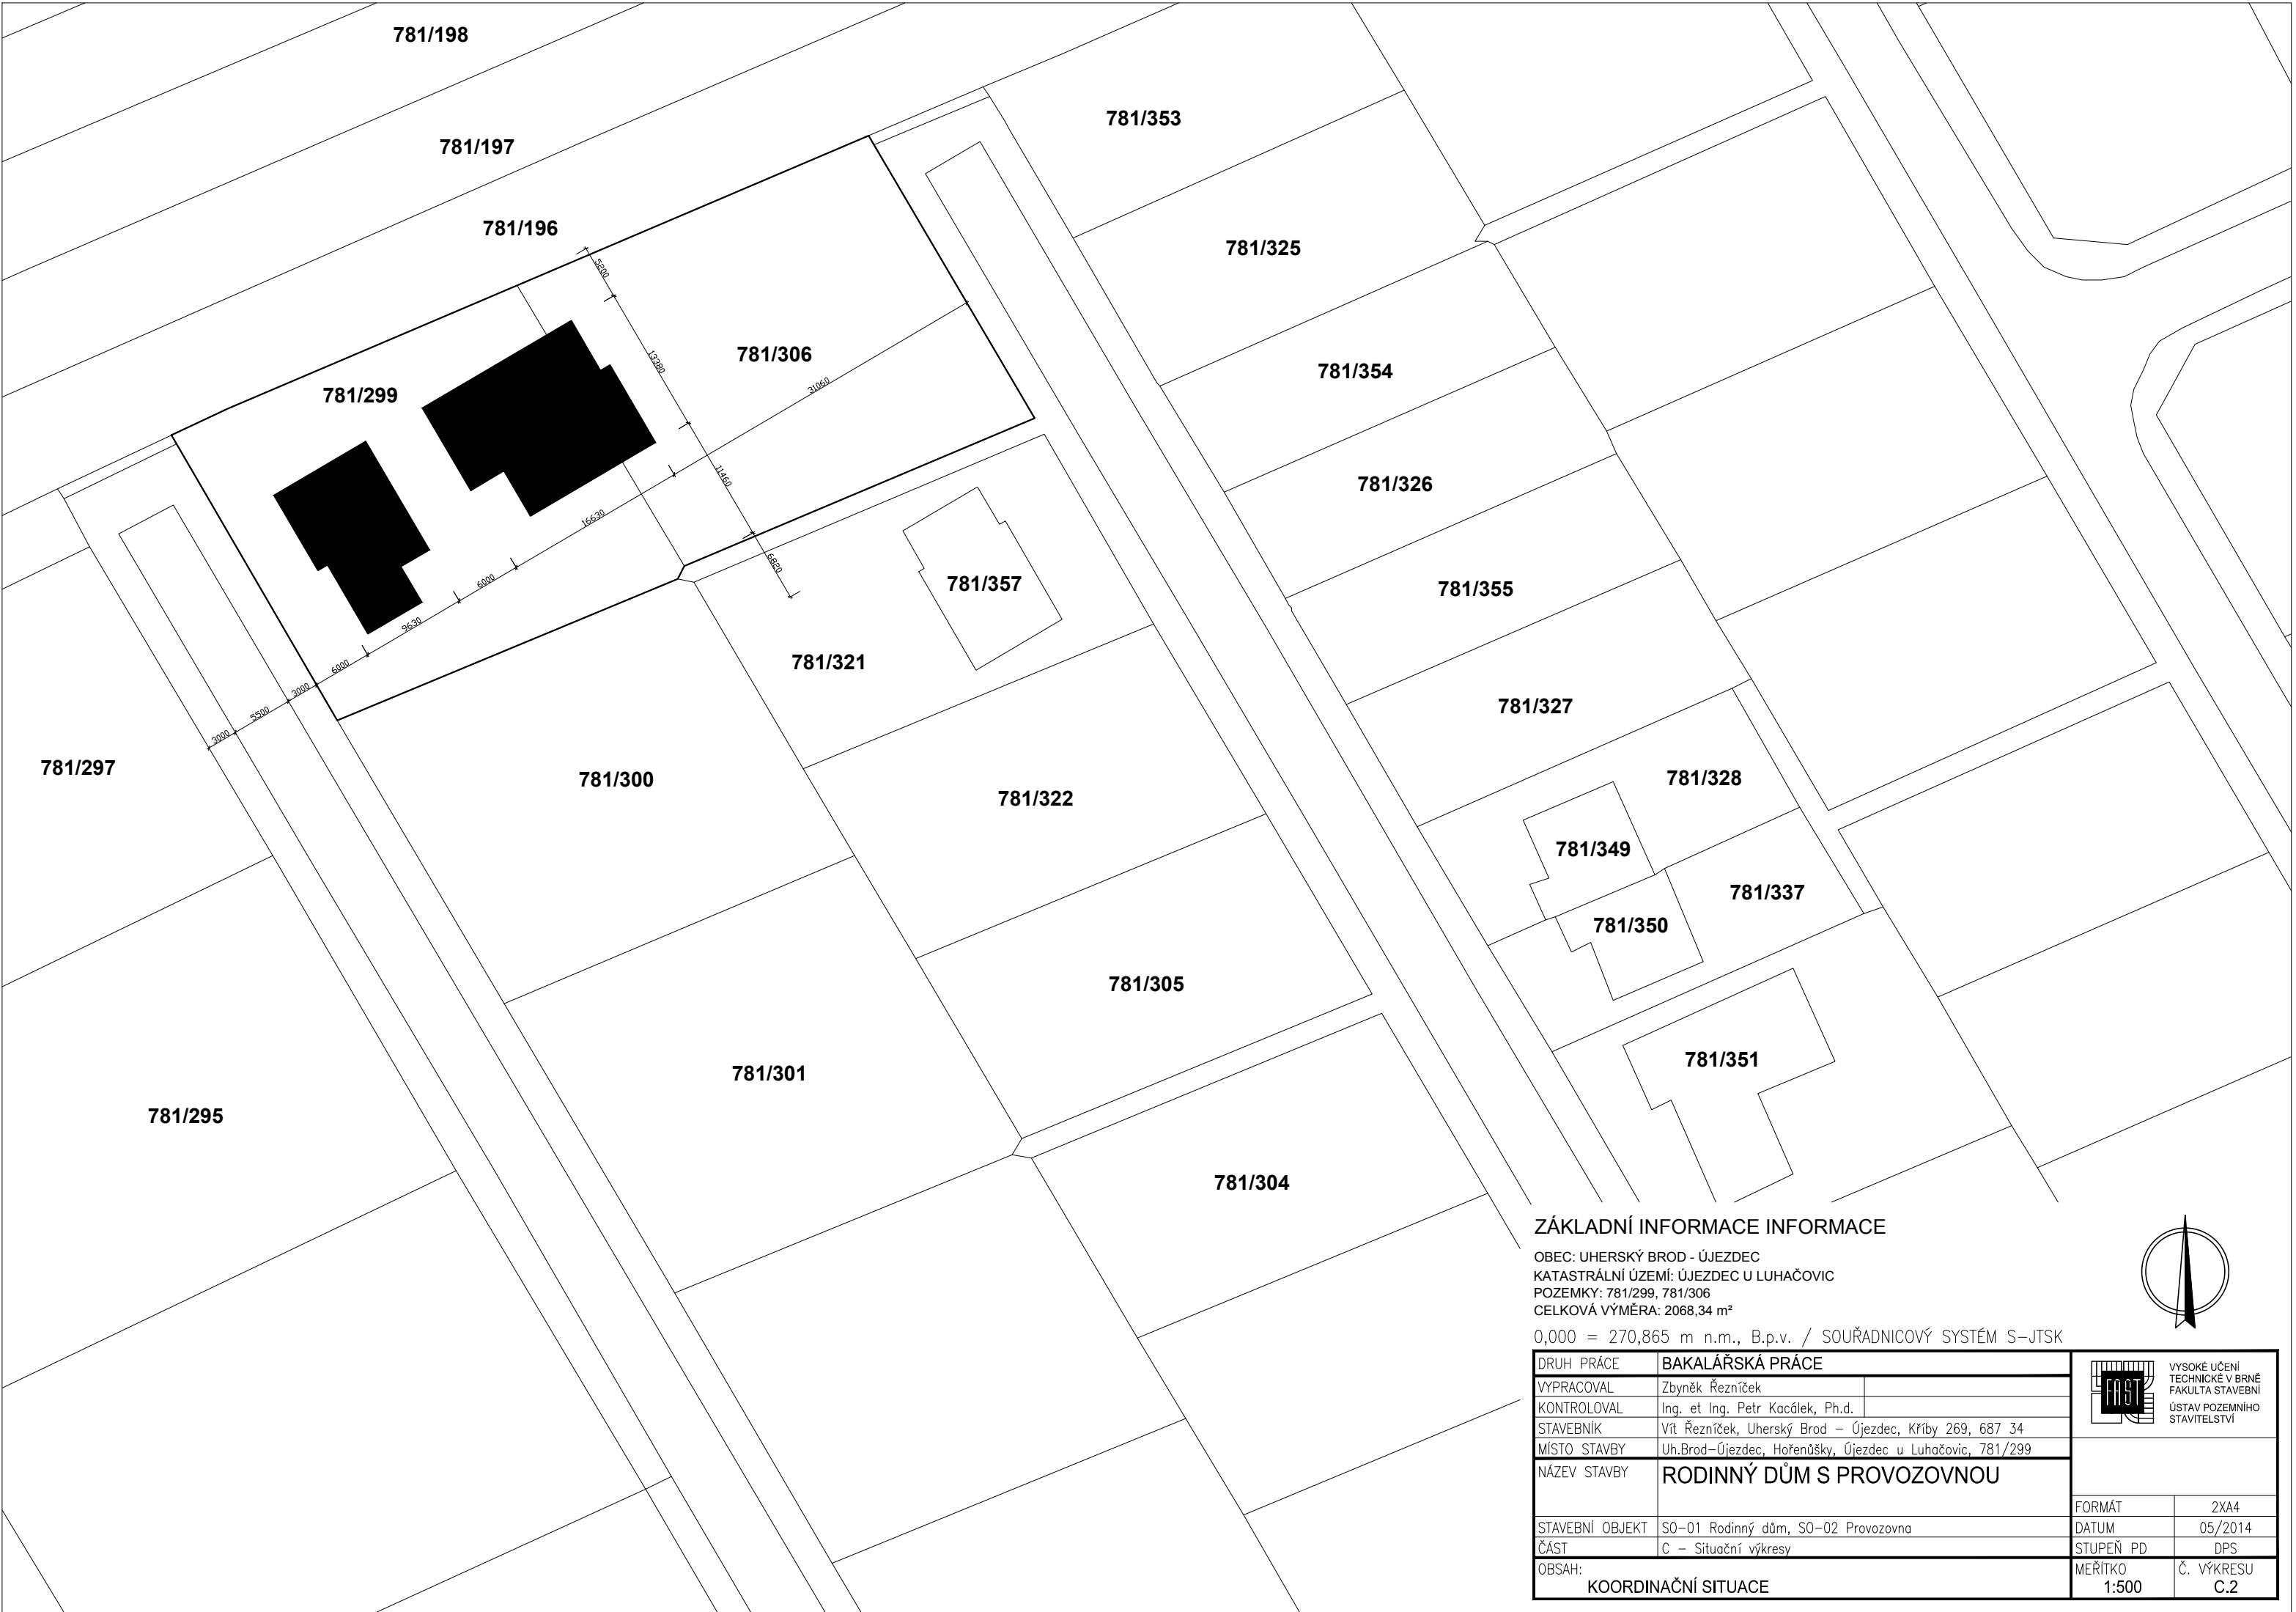 781/198
781/197
781/196
781/353
781/325
781/306
781/299
781/354
781/326
781/355
781/357
781/321
781/327
781/297
781/300
781/322
781/328
781/349
781/337
781/350
781/305
781/301
781/351
781/295
781/304
5200
13380
31060
11460
6820
16630
6000
9630
6000
3000
5500
3000
ZÁKLADNÍ INFORMACE INFORMACE
OBEC: UHERSKÝ BROD - ÚJEZDEC
KATASTRÁLNÍ ÚZEMÍ: ÚJEZDEC U LUHAČOVIC
POZEMKY: 781/299, 781/306
CELKOVÁ VÝMĚRA: 2068,34 m²
0,000 = 270,865 m n.m., B.p.v. / SOUŘADNICOVÝ SYSTÉM S-JTSK
DRUH PRÁCE BAKALÁŘSKÁ PRÁCE
VYPRACOVAL Zbyněk Řezníček
KONTROLOVAL Ing. et Ing. Petr Kacálek, Ph.d.
STAVEBNÍK Vít Řezníček, Uherský Brod – Újezdec, Kříby 269, 687 34
MÍSTO STAVBY Uh.Brod-Újezdec, Hořenůšky, Újezdec u Luhačovic, 781/299
NÁZEV STAVBY RODINNÝ DŮM S PROVOZOVNOU
STAVEBNÍ OBJEKT SO-01 Rodinný dům, SO-02 Provozovna
ČÁST C – Situační výkresy
OBSAH:
KOORDINAČNÍ SITUACE
FAST
VYSOKÉ UČENÍ
TECHNICKÉ V BRNĚ
FAKULTA STAVEBNÍ
ÚSTAV POZEMNÍHO
STAVITELSTVÍ
FORMÁT 2XA4
DATUM 05/2014
STUPEŇ PD DPS
MEŘÍTKO Č. VÝKRESU
1:500 C.2